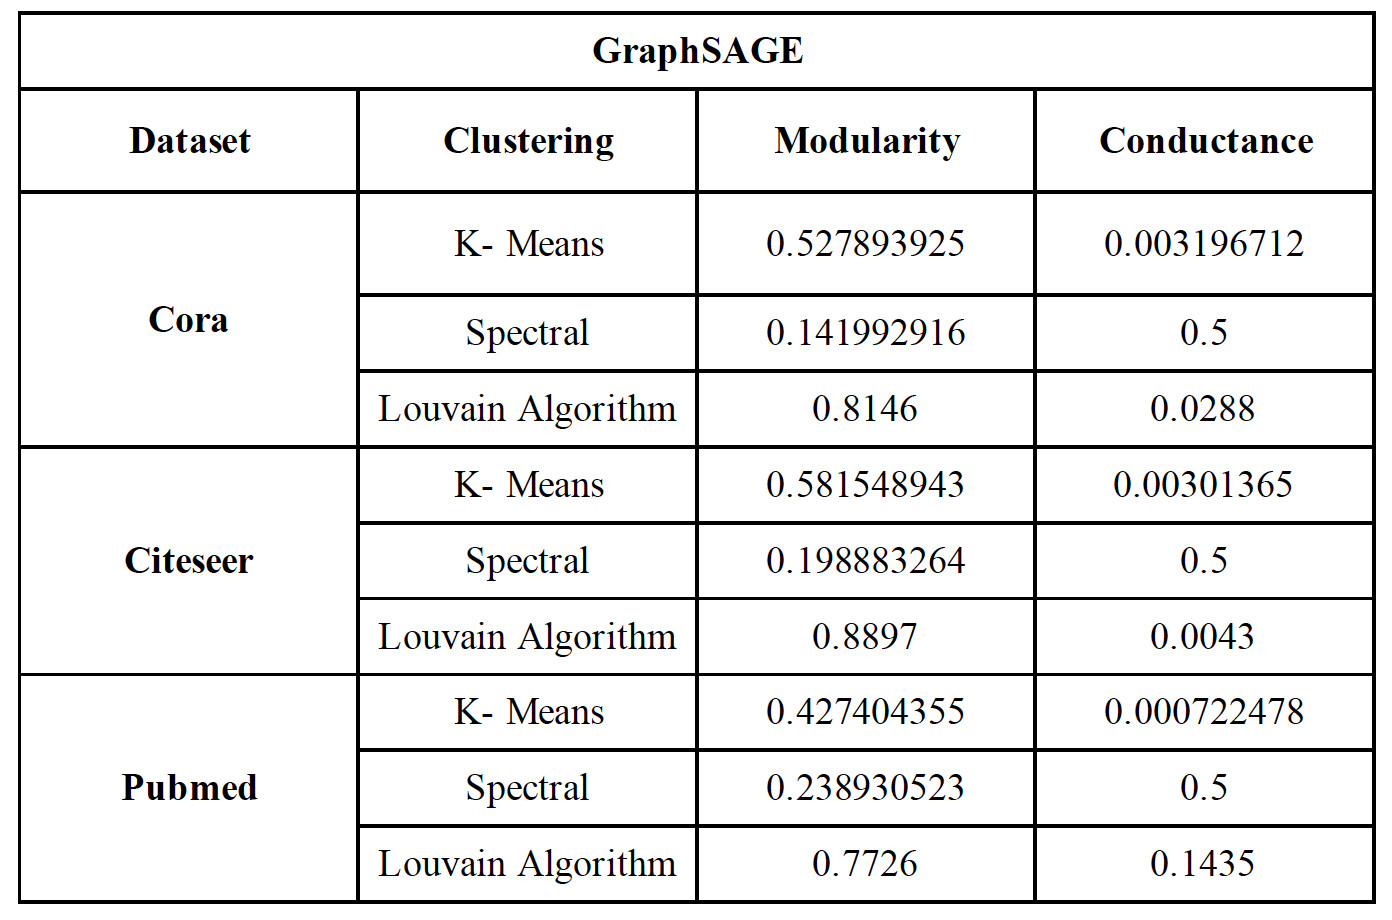 GraphSAGE
Dataset Clustering Modularity Conductance
Cora
K- Means 0.527893925 0.003196712
Spectral 0.141992916 0.5
Louvain Algorithm 0.8146 0.0288
Citeseer
K- Means 0.581548943 0.00301365
Spectral 0.198883264 0.5
Louvain Algorithm 0.8897 0.0043
Pubmed
K- Means 0.427404355 0.000722478
Spectral 0.238930523 0.5
Louvain Algorithm 0.7726 0.1435